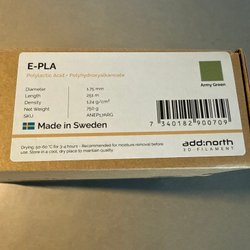 E-PLA
Polylactic Acid - Polyhydroxyalkanoate
Army Green
Diameter 1.75 mm
Length 251 m
Density 1.24 g/cm³
Net Weight 750 g
SKU
Made in Sweden
7 340182 900709
Drying: 50-60 °C for 3-4 hours - Recommended for moisture removal before
use. Store in a cool, dry place to maintain quality
add:north
3D-FILAMENT